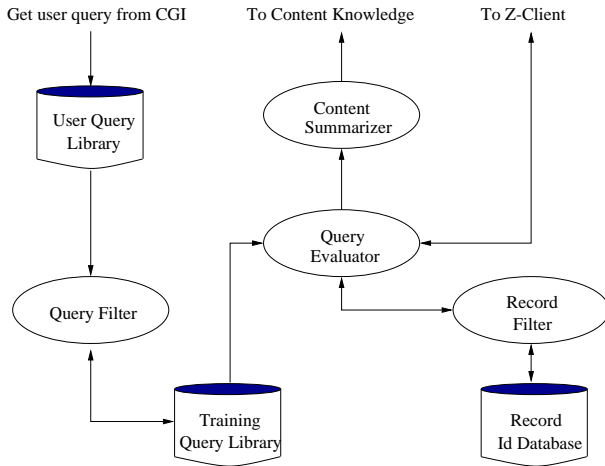 Get user query from CGI
To Content Knowledge
To Z-Client
User Query
Library
Content
Summarizer
Query
Evaluator
Query Filter
Record
Filter
Training
Query Library
Record
Id Database